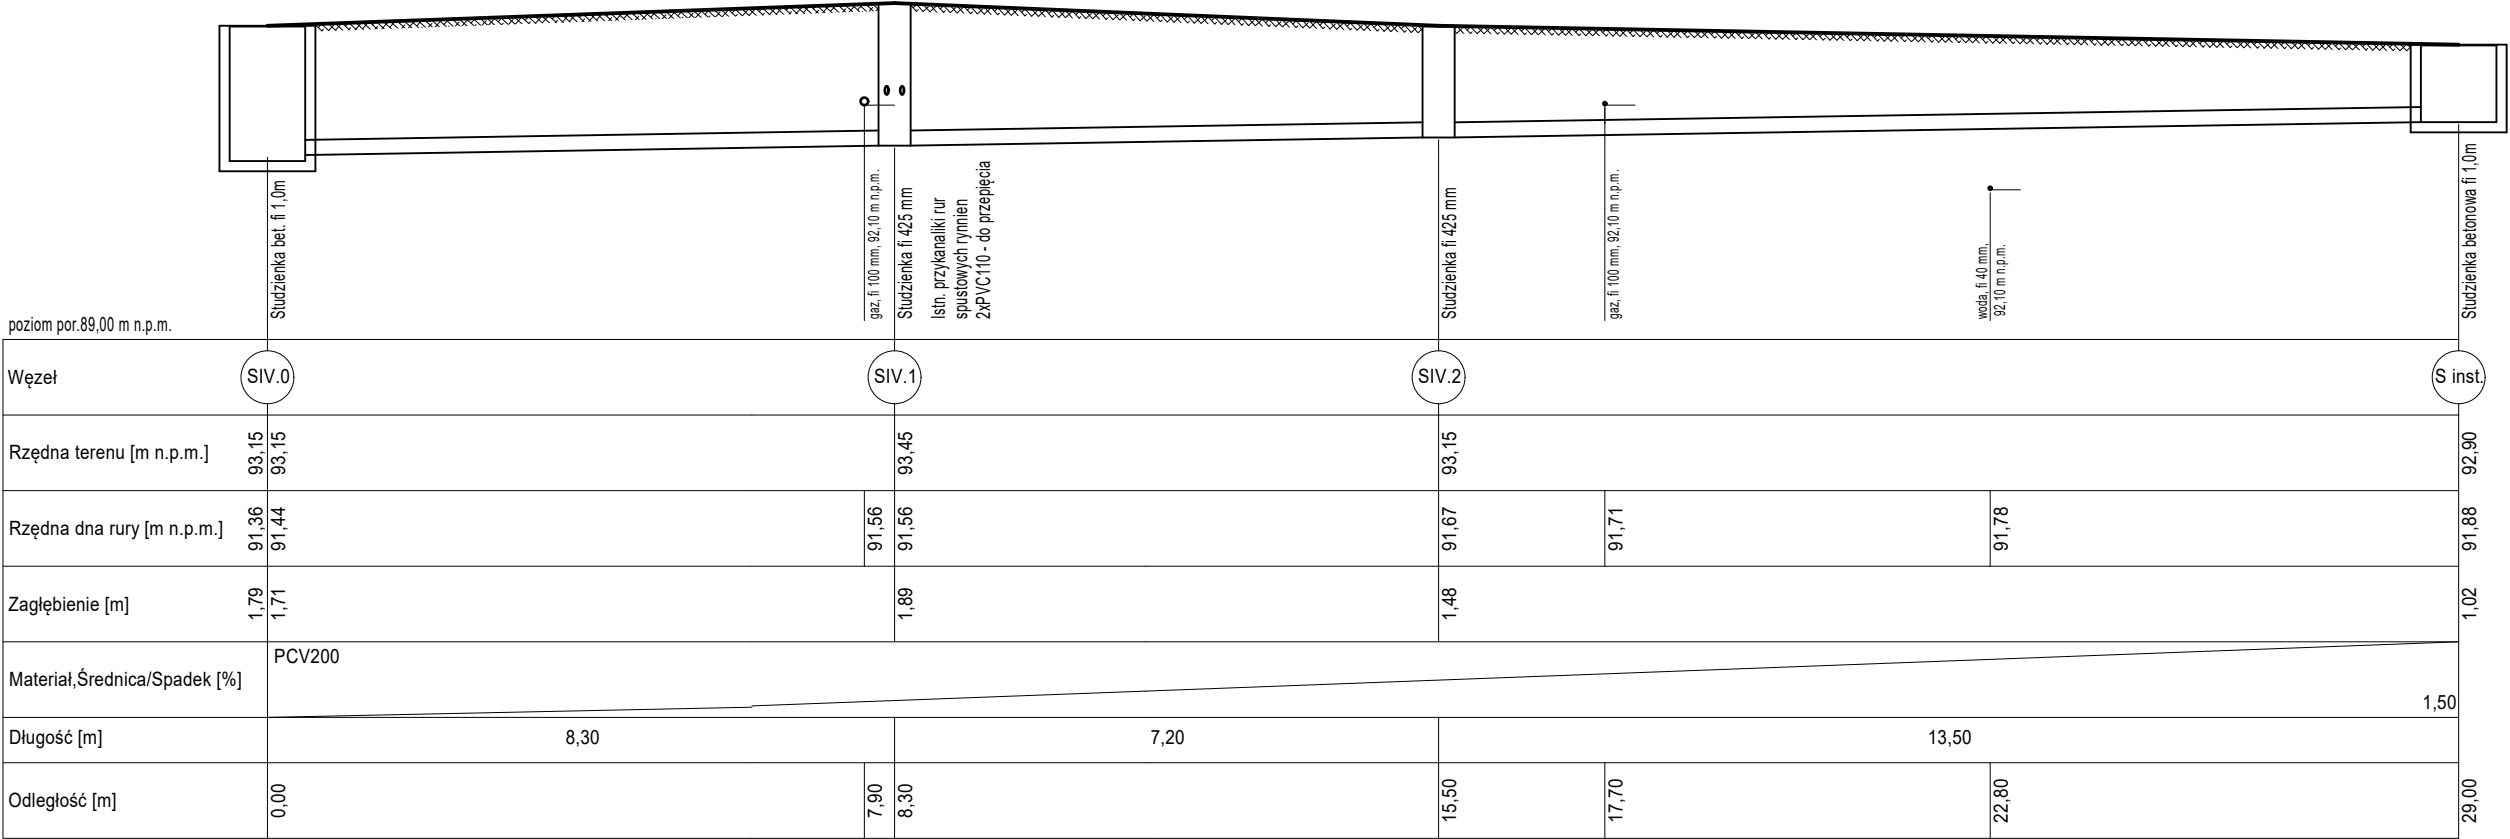 Studzienka bet. fi 1,0m
gaz, fi 100 mm, 92,10 m n.p.m.
Studzienka fi 425 mm
Istn. przykanaliki rur
spustowych rynnien
2xPVC110 - do przepięcia
Studzienka fi 425 mm
gaz, fi 100 mm, 92,10 m n.p.m.
woda, fi 40 mm,
92,10 m n.p.m.
Studzienka betonowa fi 1,0m
poziom por.89,00 m n.p.m.
Węzeł SIV.0 SIV.1 SIV.2 S inst.
Rzędna terenu [m n.p.m.] 93,15 93,15 93,45 93,15 92,90
Rzędna dna rury [m n.p.m.] 91,36 91,44 91,56 91,56 91,67 91,71 91,78 91,88
Zagłębienie [m] 1,79 1,71 1,89 1,48 1,02
Materiał,Średnica/Spadek [%] PCV200 1,50
Długość [m] 8,30 7,20 13,50
Odległość [m] 0,00 7,90 8,30 15,50 17,70 22,80 29,00